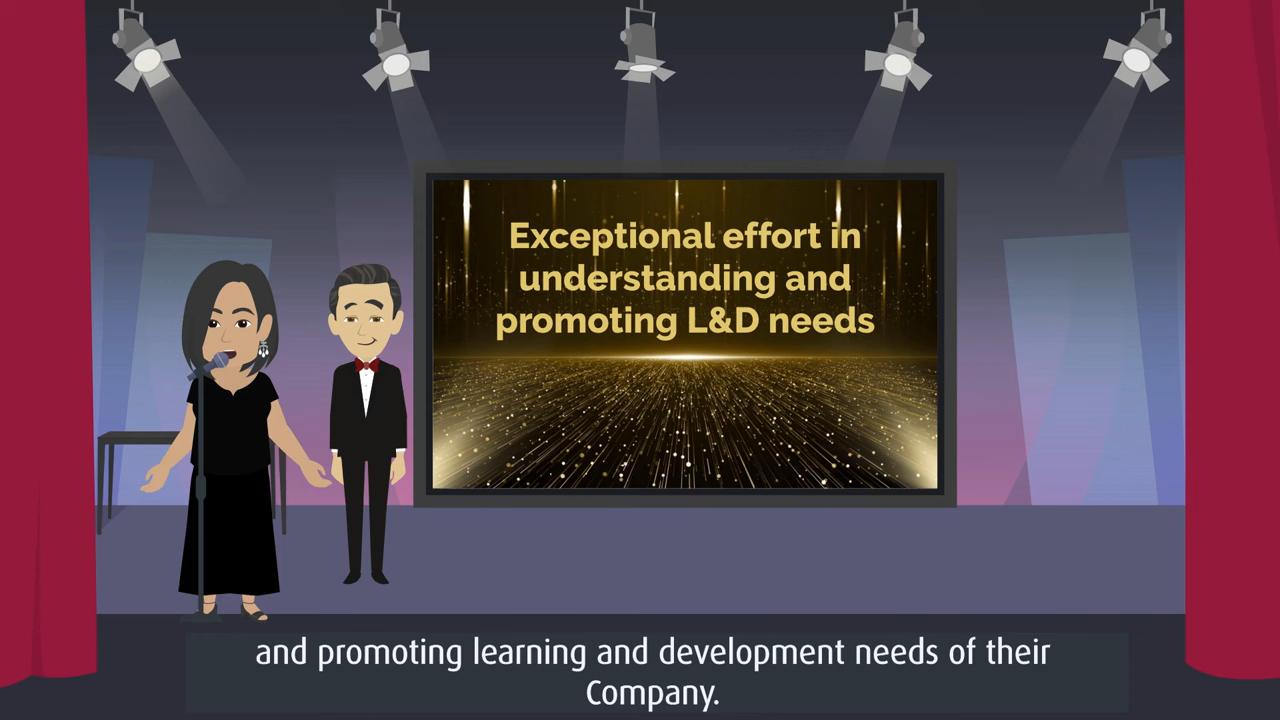 Exceptional effort in
understanding and
promoting L&D needs
and promoting learning and development needs of their
Company.